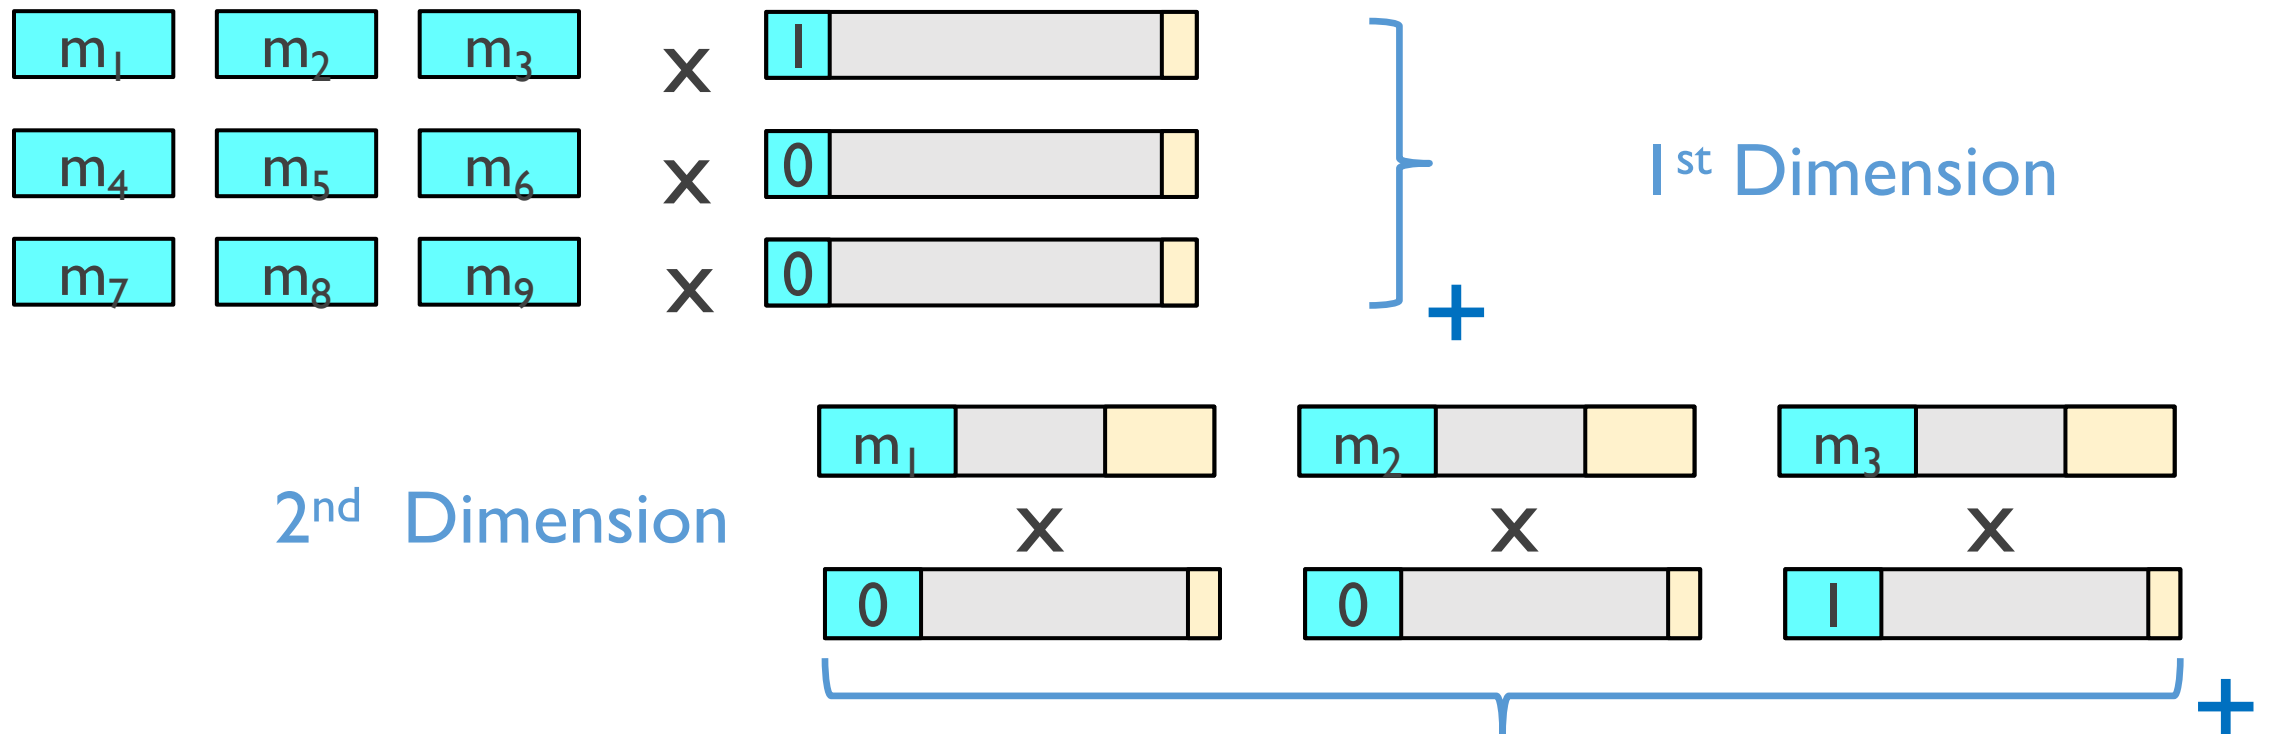 m₁ m₂ m₃ x 1
m₄ m₅ m₆ x 0
m₇ m₈ m₉ x 0
1st Dimension
+
m₁ m₂ m₃
2nd Dimension
x x x
0 0 1
+